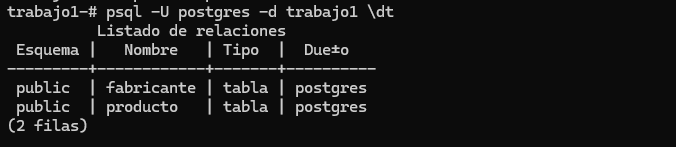 trabajo1-# psql -U postgres -d trabajo1 \dt
Listado de relaciones
Esquema | Nombre | Tipo | Due±o
---------+------------+-------+----------
public | fabricante | tabla | postgres
public | producto | tabla | postgres
(2 filas)